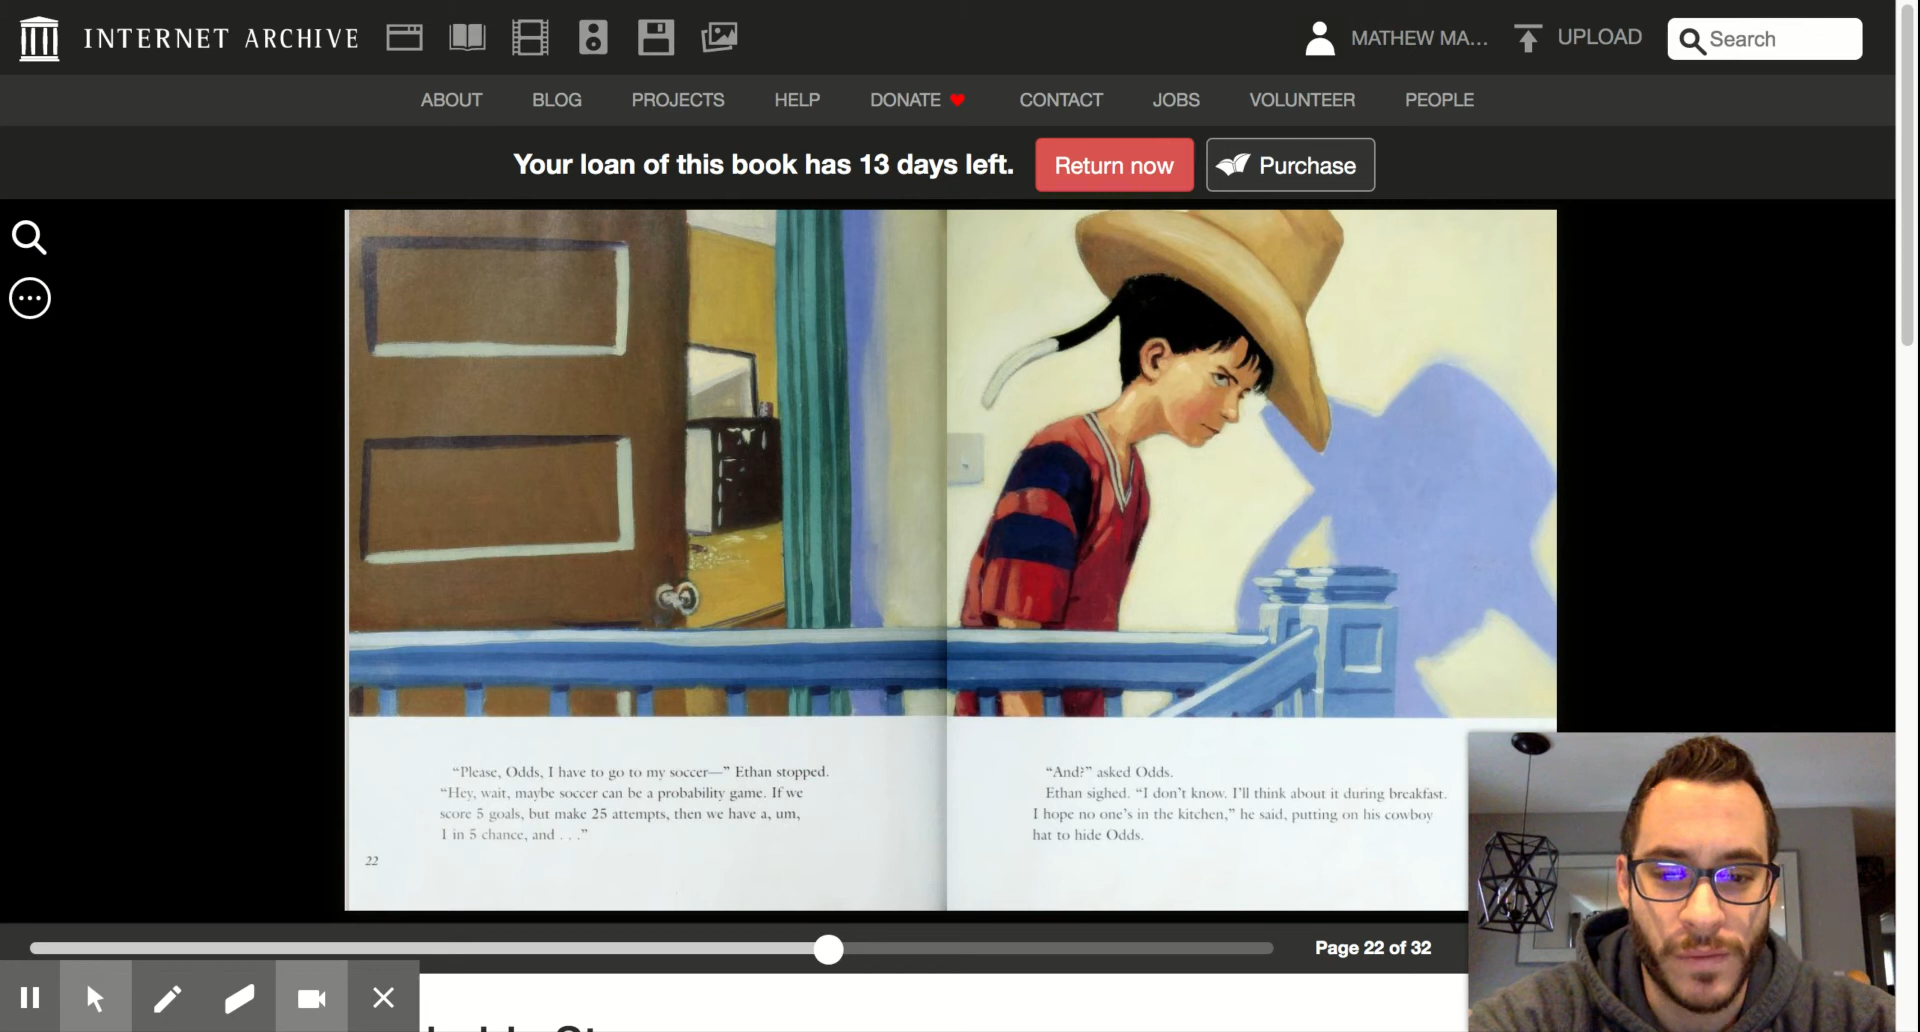 INTERNET ARCHIVE
MATHEW MA...
UPLOAD
Search
ABOUT BLOG PROJECTS HELP DONATE CONTACT JOBS VOLUNTEER PEOPLE
Your loan of this book has 13 days left. Return now Purchase
“Please, Odds, I have to go to my soccer—” Ethan stopped.
“Hey, wait, maybe soccer can be a probability game. If we
score 5 goals, but make 25 attempts, then we have a, um,
1 in 5 chance, and . . .”
22
“And?” asked Odds.
Ethan sighed. “I don’t know. I’ll think about it during breakfast.
I hope no one’s in the kitchen,” he said, putting on his cowboy
hat to hide Odds.
Page 22 of 32